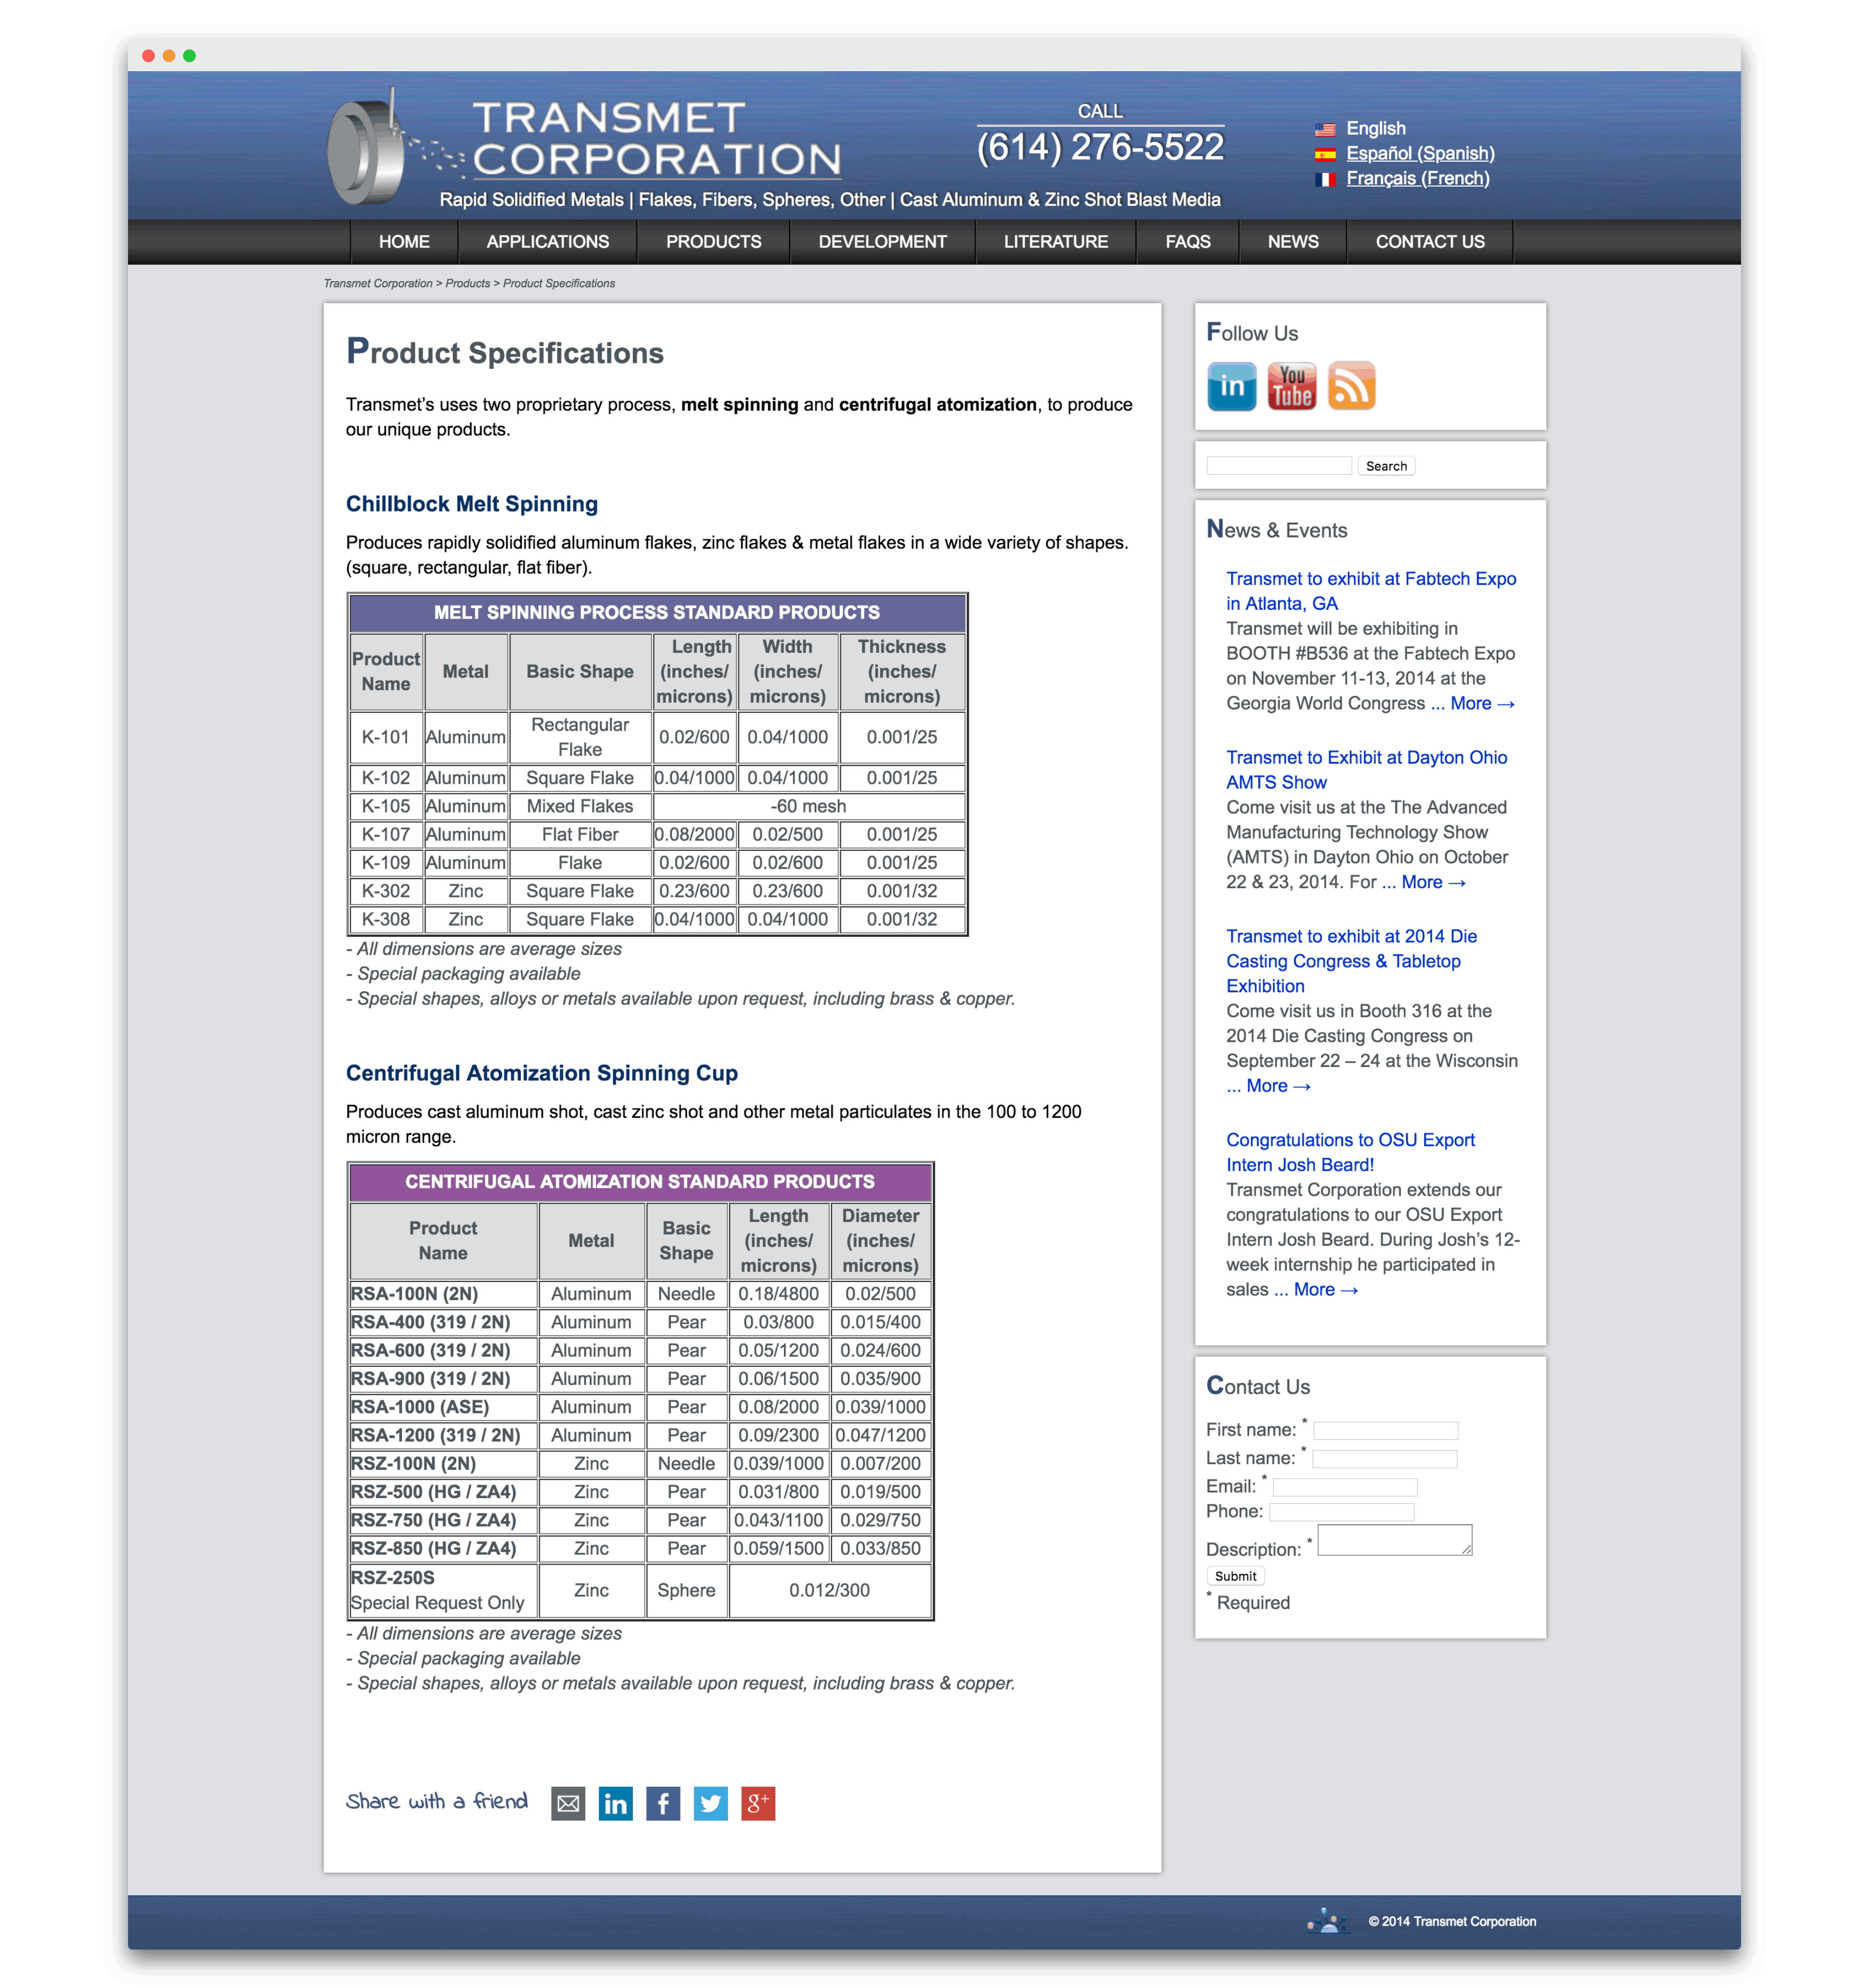 TRANSMET
CORPORATION
Rapid Solidified Metals | Flakes, Fibers, Spheres, Other | Cast Aluminum & Zinc Shot Blast Media
CALL
(614) 276-5522
English
Español (Spanish)
Français (French)
HOME APPLICATIONS PRODUCTS DEVELOPMENT LITERATURE FAQS NEWS CONTACT US
Transmet Corporation > Products > Product Specifications
Product Specifications
Transmet’s uses two proprietary process, melt spinning and centrifugal atomization, to produce
our unique products.
Chillblock Melt Spinning
Produces rapidly solidified aluminum flakes, zinc flakes & metal flakes in a wide variety of shapes.
(square, rectangular, flat fiber).
MELT SPINNING PROCESS STANDARD PRODUCTS
Product Name Metal Basic Shape Length (inches/ microns) Width (inches/ microns) Thickness (inches/ microns)
K-101 Aluminum Rectangular Flake 0.02/600 0.04/1000 0.001/25
K-102 Aluminum Square Flake 0.04/1000 0.04/1000 0.001/25
K-105 Aluminum Mixed Flakes -60 mesh
K-107 Aluminum Flat Fiber 0.08/2000 0.02/500 0.001/25
K-109 Aluminum Flake 0.02/600 0.02/600 0.001/25
K-302 Zinc Square Flake 0.23/600 0.23/600 0.001/32
K-308 Zinc Square Flake 0.04/1000 0.04/1000 0.001/32
- All dimensions are average sizes
- Special packaging available
- Special shapes, alloys or metals available upon request, including brass & copper.
Centrifugal Atomization Spinning Cup
Produces cast aluminum shot, cast zinc shot and other metal particulates in the 100 to 1200
micron range.
CENTRIFUGAL ATOMIZATION STANDARD PRODUCTS
Product Name Metal Basic Shape Length (inches/ microns) Diameter (inches/ microns)
RSA-100N (2N) Aluminum Needle 0.18/4800 0.02/500
RSA-400 (319 / 2N) Aluminum Pear 0.03/800 0.015/400
RSA-600 (319 / 2N) Aluminum Pear 0.05/1200 0.024/600
RSA-900 (319 / 2N) Aluminum Pear 0.06/1500 0.035/900
RSA-1000 (ASE) Aluminum Pear 0.08/2000 0.039/1000
RSA-1200 (319 / 2N) Aluminum Pear 0.09/2300 0.047/1200
RSZ-100N (2N) Zinc Needle 0.039/1000 0.007/200
RSZ-500 (HG / ZA4) Zinc Pear 0.031/800 0.019/500
RSZ-750 (HG / ZA4) Zinc Pear 0.043/1100 0.029/750
RSZ-850 (HG / ZA4) Zinc Pear 0.059/1500 0.033/850
RSZ-250S Special Request Only Zinc Sphere 0.012/300
- All dimensions are average sizes
- Special packaging available
- Special shapes, alloys or metals available upon request, including brass & copper.
Share with a friend
in f g+
Follow Us
in You Tube
Search
News & Events
Transmet to exhibit at Fabtech Expo
in Atlanta, GA
Transmet will be exhibiting in
BOOTH #B536 at the Fabtech Expo
on November 11-13, 2014 at the
Georgia World Congress ... More →
Transmet to Exhibit at Dayton Ohio
AMTS Show
Come visit us at the The Advanced
Manufacturing Technology Show
(AMTS) in Dayton Ohio on October
22 & 23, 2014. For ... More →
Transmet to exhibit at 2014 Die
Casting Congress & Tabletop
Exhibition
Come visit us in Booth 316 at the
2014 Die Casting Congress on
September 22 – 24 at the Wisconsin
... More →
Congratulations to OSU Export
Intern Josh Beard!
Transmet Corporation extends our
congratulations to our OSU Export
Intern Josh Beard. During Josh’s 12-
week internship he participated in
sales ... More →
Contact Us
First name: *
Last name: *
Email: *
Phone:
Description: *
Submit
* Required
© 2014 Transmet Corporation